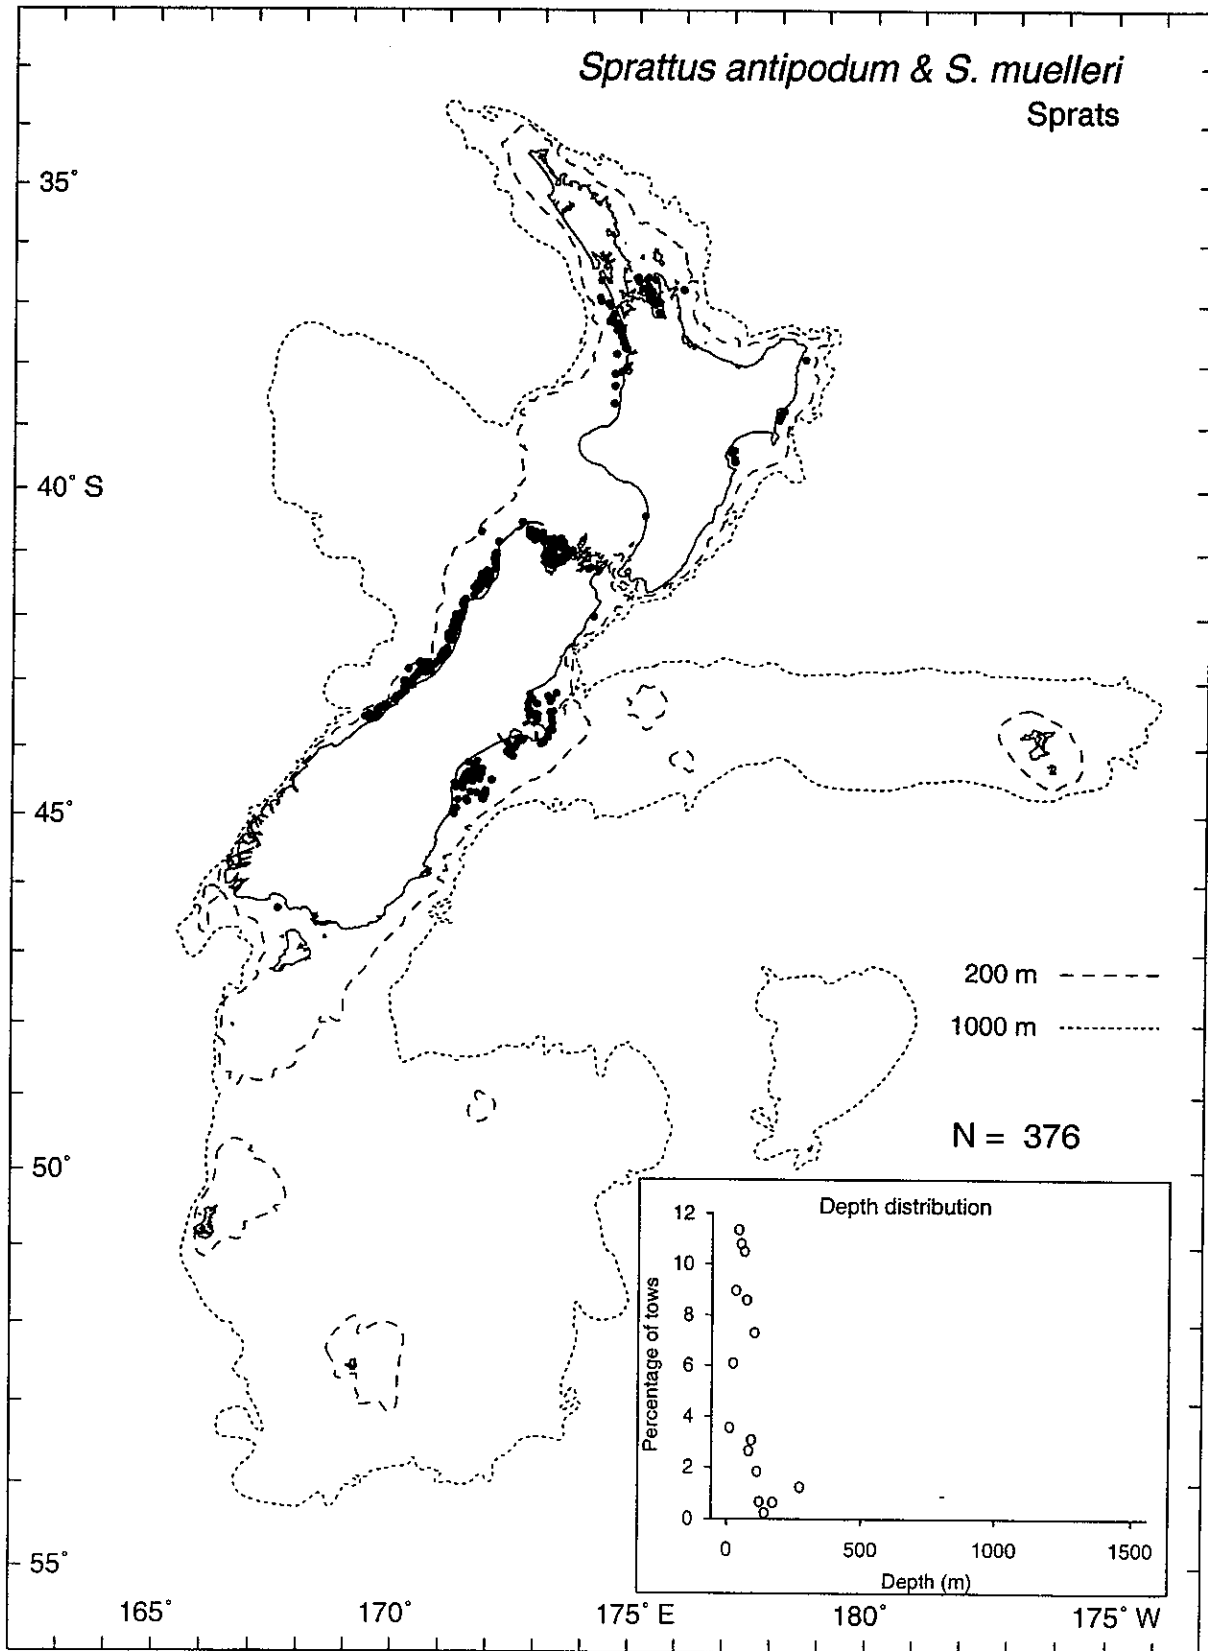 Sprattus antipodum & S. muelleri
Sprats
35°
40° S
45°
50°
55°
200 m
1000 m
N = 376
Depth distribution
Percentage of tows
12
10
8
6
4
2
0
0 500 1000 1500
Depth (m)
165° 170° 175° E 180° 175° W